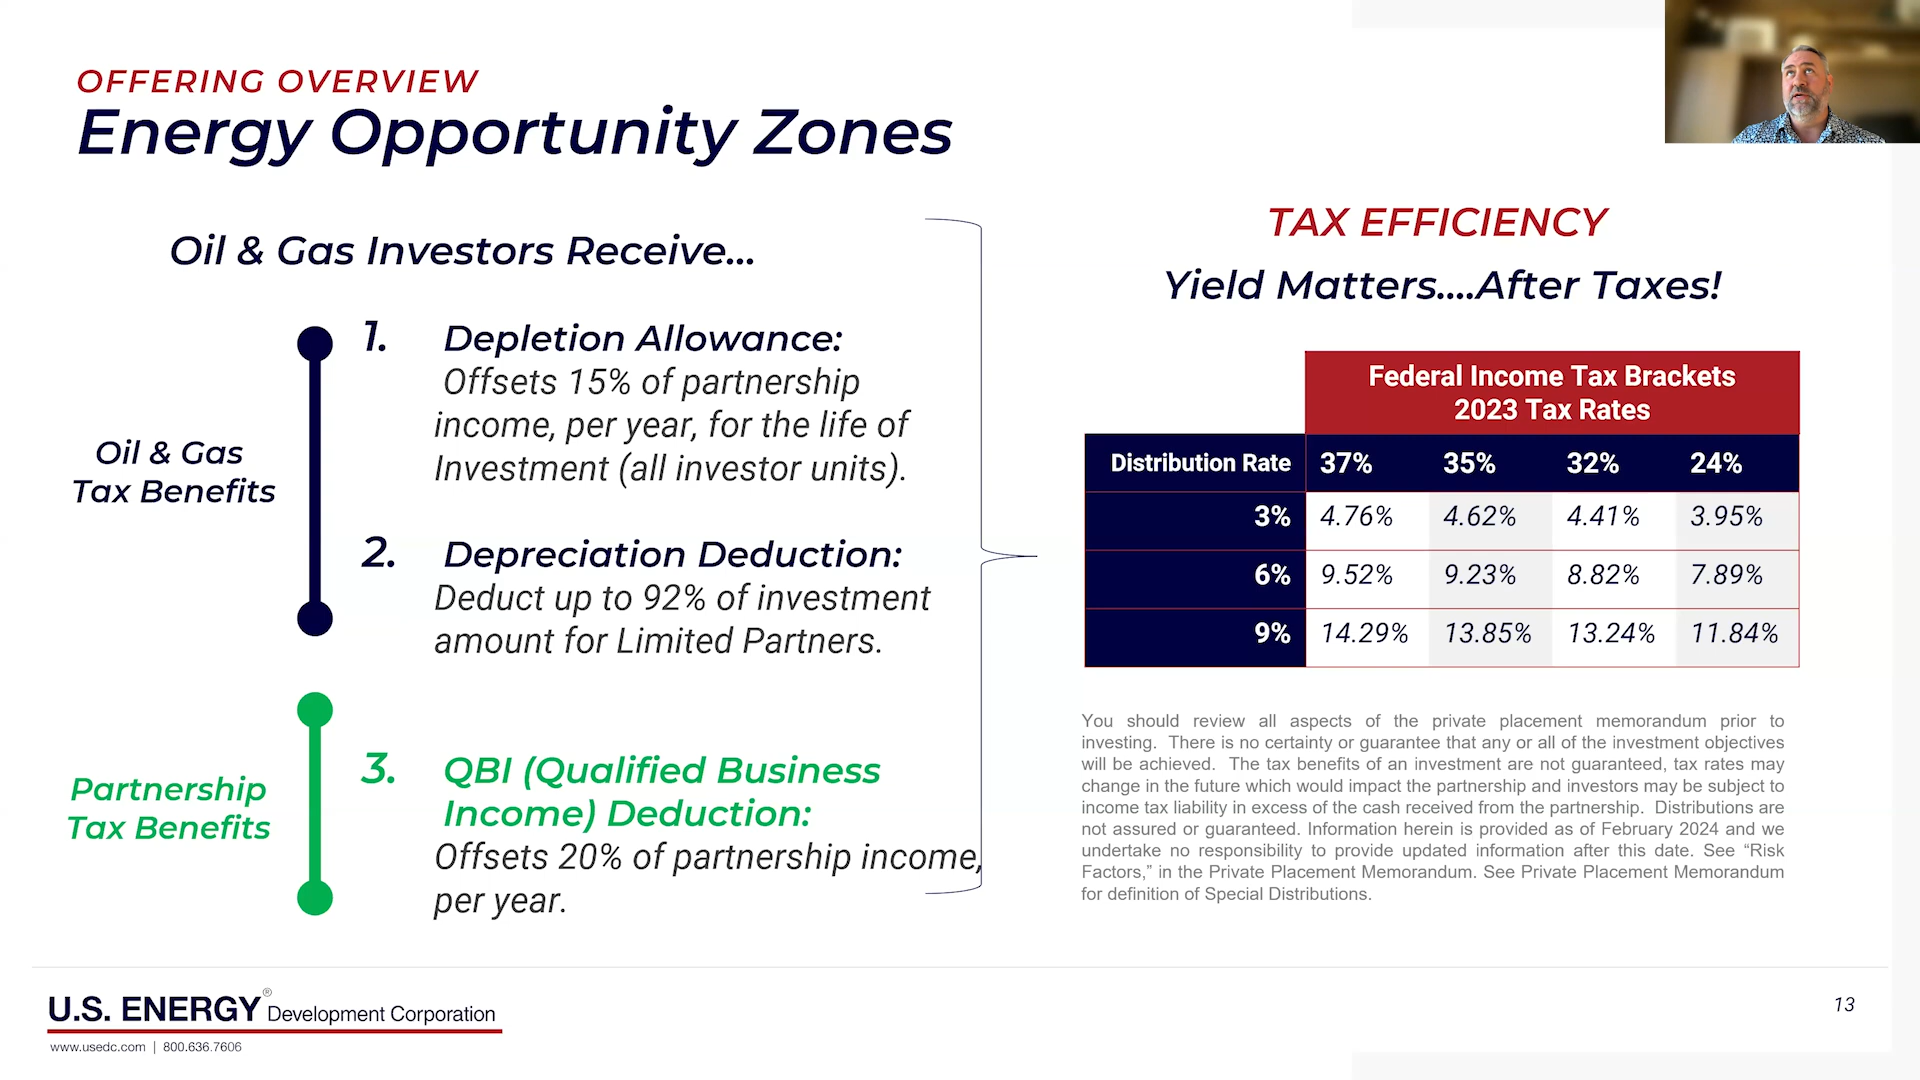 OFFERING OVERVIEW
Energy Opportunity Zones
Oil & Gas Investors Receive...
Oil & Gas
Tax Benefits
1. Depletion Allowance:
Offsets 15% of partnership
income, per year, for the life of
Investment (all investor units).
2. Depreciation Deduction:
Deduct up to 92% of investment
amount for Limited Partners.
Partnership
Tax Benefits
3. QBI (Qualified Business
Income) Deduction:
Offsets 20% of partnership income,
per year.
TAX EFFICIENCY
Yield Matters....After Taxes!
Federal Income Tax Brackets
2023 Tax Rates
Distribution Rate 37% 35% 32% 24%
3% 4.76% 4.62% 4.41% 3.95%
6% 9.52% 9.23% 8.82% 7.89%
9% 14.29% 13.85% 13.24% 11.84%
You should review all aspects of the private placement memorandum prior to
investing. There is no certainty or guarantee that any or all of the investment objectives
will be achieved. The tax benefits of an investment are not guaranteed, tax rates may
change in the future which would impact the partnership and investors may be subject to
income tax liability in excess of the cash received from the partnership. Distributions are
not assured or guaranteed. Information herein is provided as of February 2024 and we
undertake no responsibility to provide updated information after this date. See “Risk
Factors,” in the Private Placement Memorandum. See Private Placement Memorandum
for definition of Special Distributions.
U.S. ENERGY® Development Corporation
www.usedc.com | 800.636.7606
13